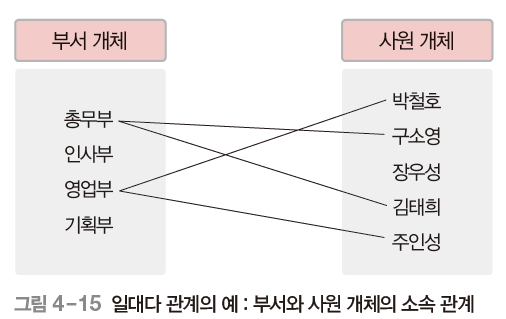 부서 개체
사원 개체
총무부
인사부
영업부
기획부
박철호
구소영
장우성
김태희
주인성
그림 4-15 일대다 관계의 예 : 부서와 사원 개체의 소속 관계